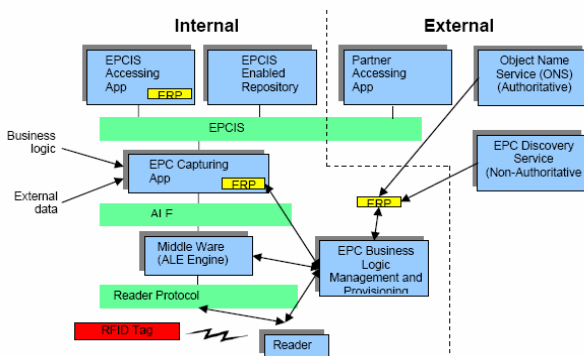 Internal
External
EPCIS
Accessing
App
ERP
EPCIS
Enabled
Repository
Partner
Accessing
App
Object Name
Service (ONS)
(Authoritative)
EPCIS
Business
logic
EPC Capturing
App
ERP
EPC Discovery
Service
(Non-Authoritative
External
data
ERP
ALE
Middle Ware
(ALE Engine)
EPC Business
Logic
Management and
Provisioning
Reader Protocol
RFID Tag
Reader